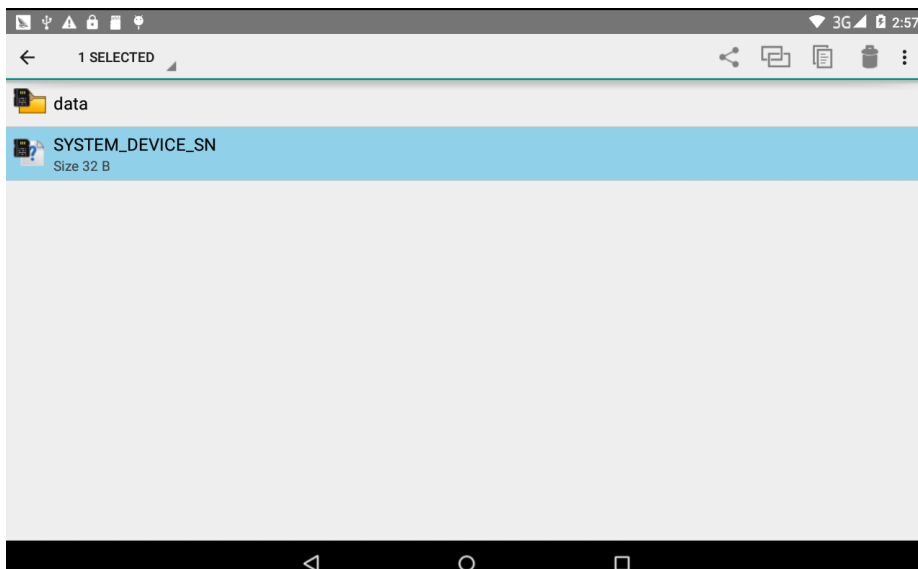 3G 2:57
1 SELECTED
data
SYSTEM_DEVICE_SN
Size 32 B